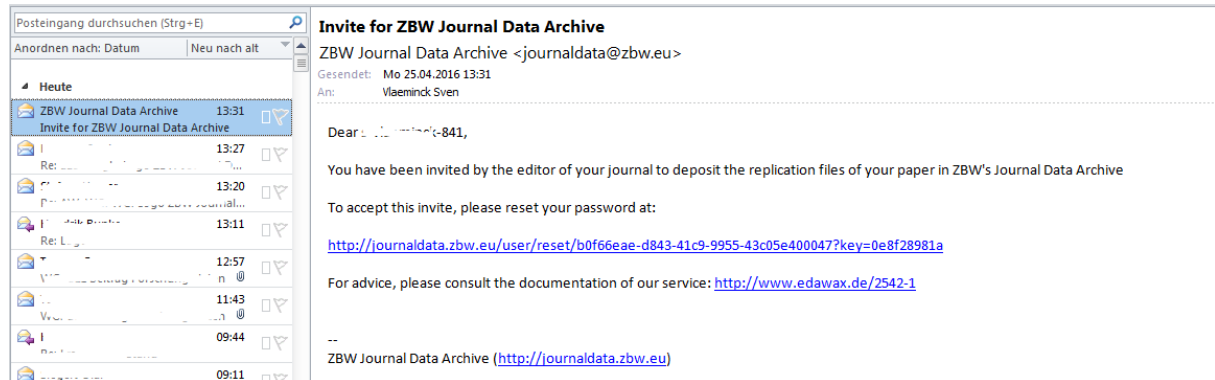 Posteingang durchsuchen (Strg+E)
Anordnen nach: Datum
Neu nach alt
Heute
ZBW Journal Data Archive 13:31
Invite for ZBW Journal Data Archive
13:27
Re:
13:20
13:11
Re:
12:57
11:43
09:44
09:11
Invite for ZBW Journal Data Archive
ZBW Journal Data Archive <journaldata@zbw.eu>
Gesendet: Mo 25.04.2016 13:31
An: Vlaeminck Sven
Dear -841,
You have been invited by the editor of your journal to deposit the replication files of your paper in ZBW's Journal Data Archive
To accept this invite, please reset your password at:
http://journaldata.zbw.eu/user/reset/b0f66eae-d843-41c9-9955-43c05e400047?key=0e8f28981a
For advice, please consult the documentation of our service: http://www.edawax.de/2542-1
--
ZBW Journal Data Archive (http://journaldata.zbw.eu)